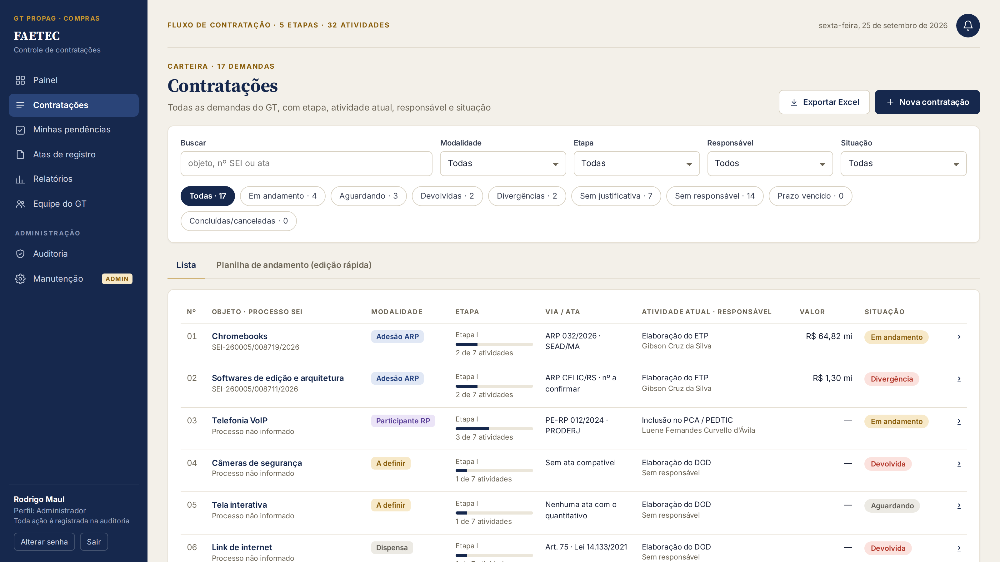 GT PROPAG · COMPRAS
FAETEC
Controle de contratações
Painel
Contratações
Minhas pendências
Atas de registro
Relatórios
Equipe do GT
ADMINISTRAÇÃO
Auditoria
Manutenção ADMIN
Rodrigo Maul
Perfil: Administrador
Toda ação é registrada na auditoria
Alterar senha Sair
FLUXO DE CONTRATAÇÃO · 5 ETAPAS · 32 ATIVIDADES
sexta-feira, 25 de setembro de 2026
CARTEIRA · 17 DEMANDAS
Contratações
Todas as demandas do GT, com etapa, atividade atual, responsável e situação
Exportar Excel
+ Nova contratação
Buscar Modalidade Etapa Responsável Situação
objeto, nº SEI ou ata Todas Todas Todos Todas
Todas · 17 Em andamento · 4 Aguardando · 3 Devolvidas · 2 Divergências · 2 Sem justificativa · 7 Sem responsável · 14 Prazo vencido · 0
Concluídas/canceladas · 0
Lista Planilha de andamento (edição rápida)
Nº OBJETO · PROCESSO SEI MODALIDADE ETAPA VIA / ATA ATIVIDADE ATUAL · RESPONSÁVEL VALOR SITUAÇÃO
01 Chromebooks Adesão ARP Etapa I ARP 032/2026 · Elaboração do ETP R$ 64,82 mi Em andamento ›
SEI-260005/008719/2026 SEAD/MA Gibson Cruz da Silva
2 de 7 atividades
02 Softwares de edição e arquitetura Adesão ARP Etapa I ARP CELIC/RS · nº a Elaboração do ETP R$ 1,30 mi Divergência ›
SEI-260005/008711/2026 confirmar Gibson Cruz da Silva
2 de 7 atividades
03 Telefonia VoIP Participante RP Etapa I PE-RP 012/2024 · Inclusão no PCA / PEDTIC — Em andamento ›
Processo não informado PRODERJ Luene Fernandes Curvello d'Ávila
3 de 7 atividades
04 Câmeras de segurança A definir Etapa I Sem ata compatível Elaboração do DOD — Devolvida ›
Processo não informado Sem responsável
1 de 7 atividades
05 Tela interativa A definir Etapa I Nenhuma ata com o Elaboração do DOD — Aguardando ›
Processo não informado quantitativo Sem responsável
1 de 7 atividades
06 Link de internet Dispensa Etapa I Art. 75 · Lei 14.133/2021 Elaboração do DOD — Devolvida ›
Processo não informado Sem responsável